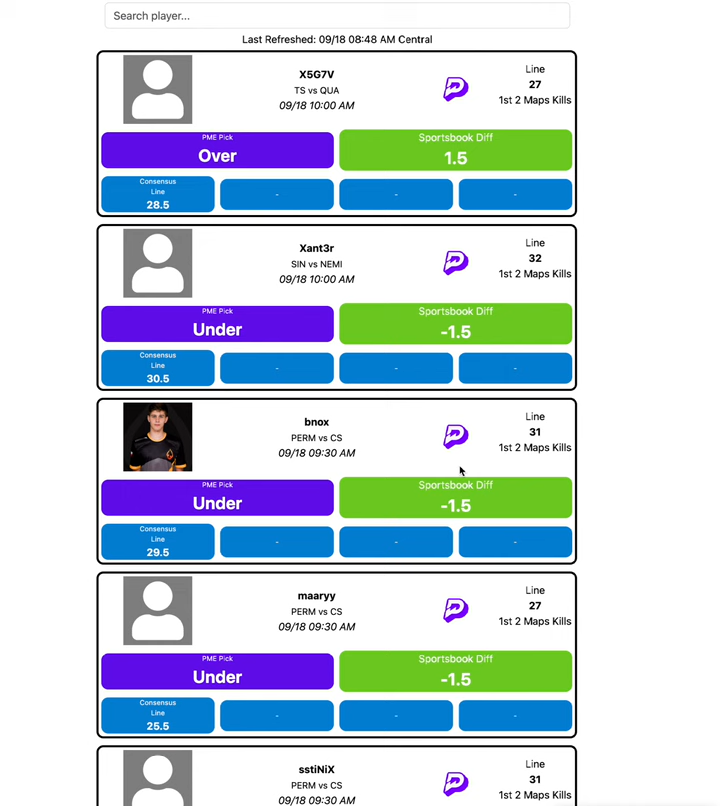 Search player...
Last Refreshed: 09/18 08:48 AM Central
X5G7V
TS vs QUA
09/18 10:00 AM
Line
27
1st 2 Maps Kills
PME Pick
Over
Sportsbook Diff
1.5
Consensus
Line
28.5
-
-
-
Xant3r
SIN vs NEMI
09/18 10:00 AM
Line
32
1st 2 Maps Kills
PME Pick
Under
Sportsbook Diff
-1.5
Consensus
Line
30.5
-
-
-
bnox
PERM vs CS
09/18 09:30 AM
Line
31
1st 2 Maps Kills
PME Pick
Under
Sportsbook Diff
-1.5
Consensus
Line
29.5
-
-
-
maaryy
PERM vs CS
09/18 09:30 AM
Line
27
1st 2 Maps Kills
PME Pick
Under
Sportsbook Diff
-1.5
Consensus
Line
25.5
-
-
-
sstiNiX
PERM vs CS
09/18 09:30 AM
Line
31
1st 2 Maps Kills